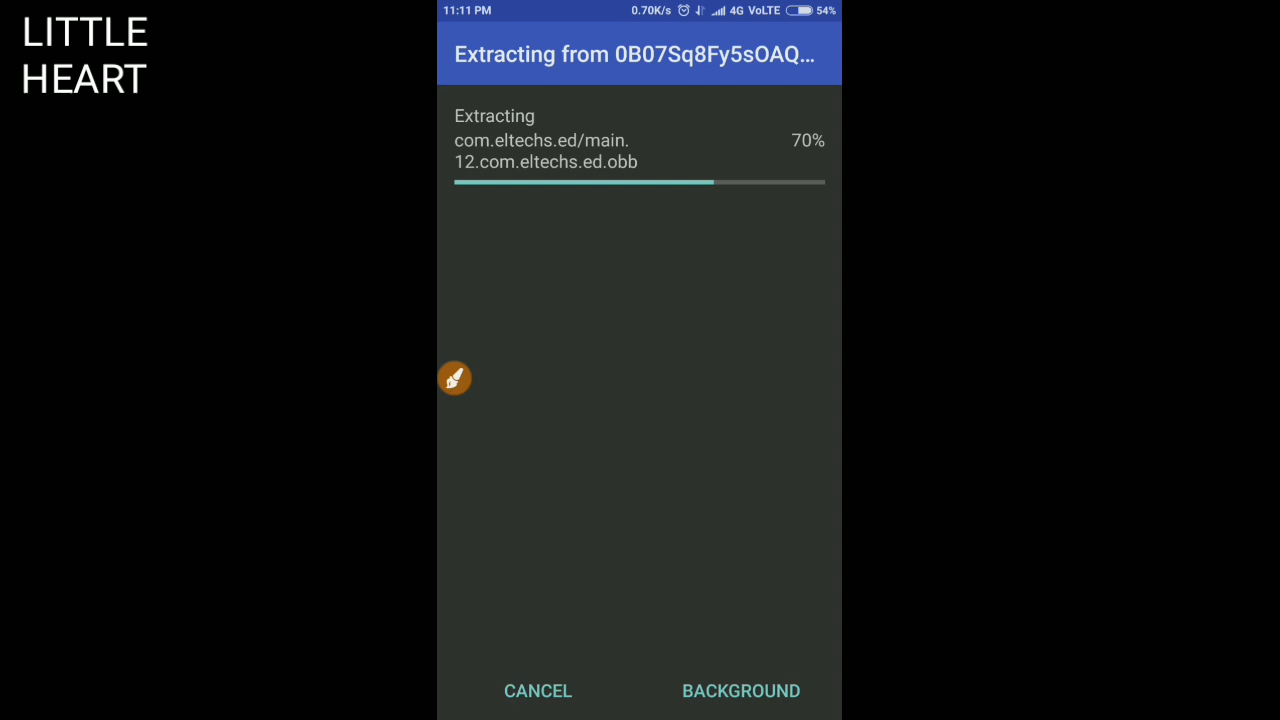 LITTLE
HEART
11:11 PM 0.70K/s 4G VoLTE 54%
Extracting from 0B07Sq8Fy5sOAQ...
Extracting
com.eltechs.ed/main. 70%
12.com.eltechs.ed.obb
CANCEL BACKGROUND